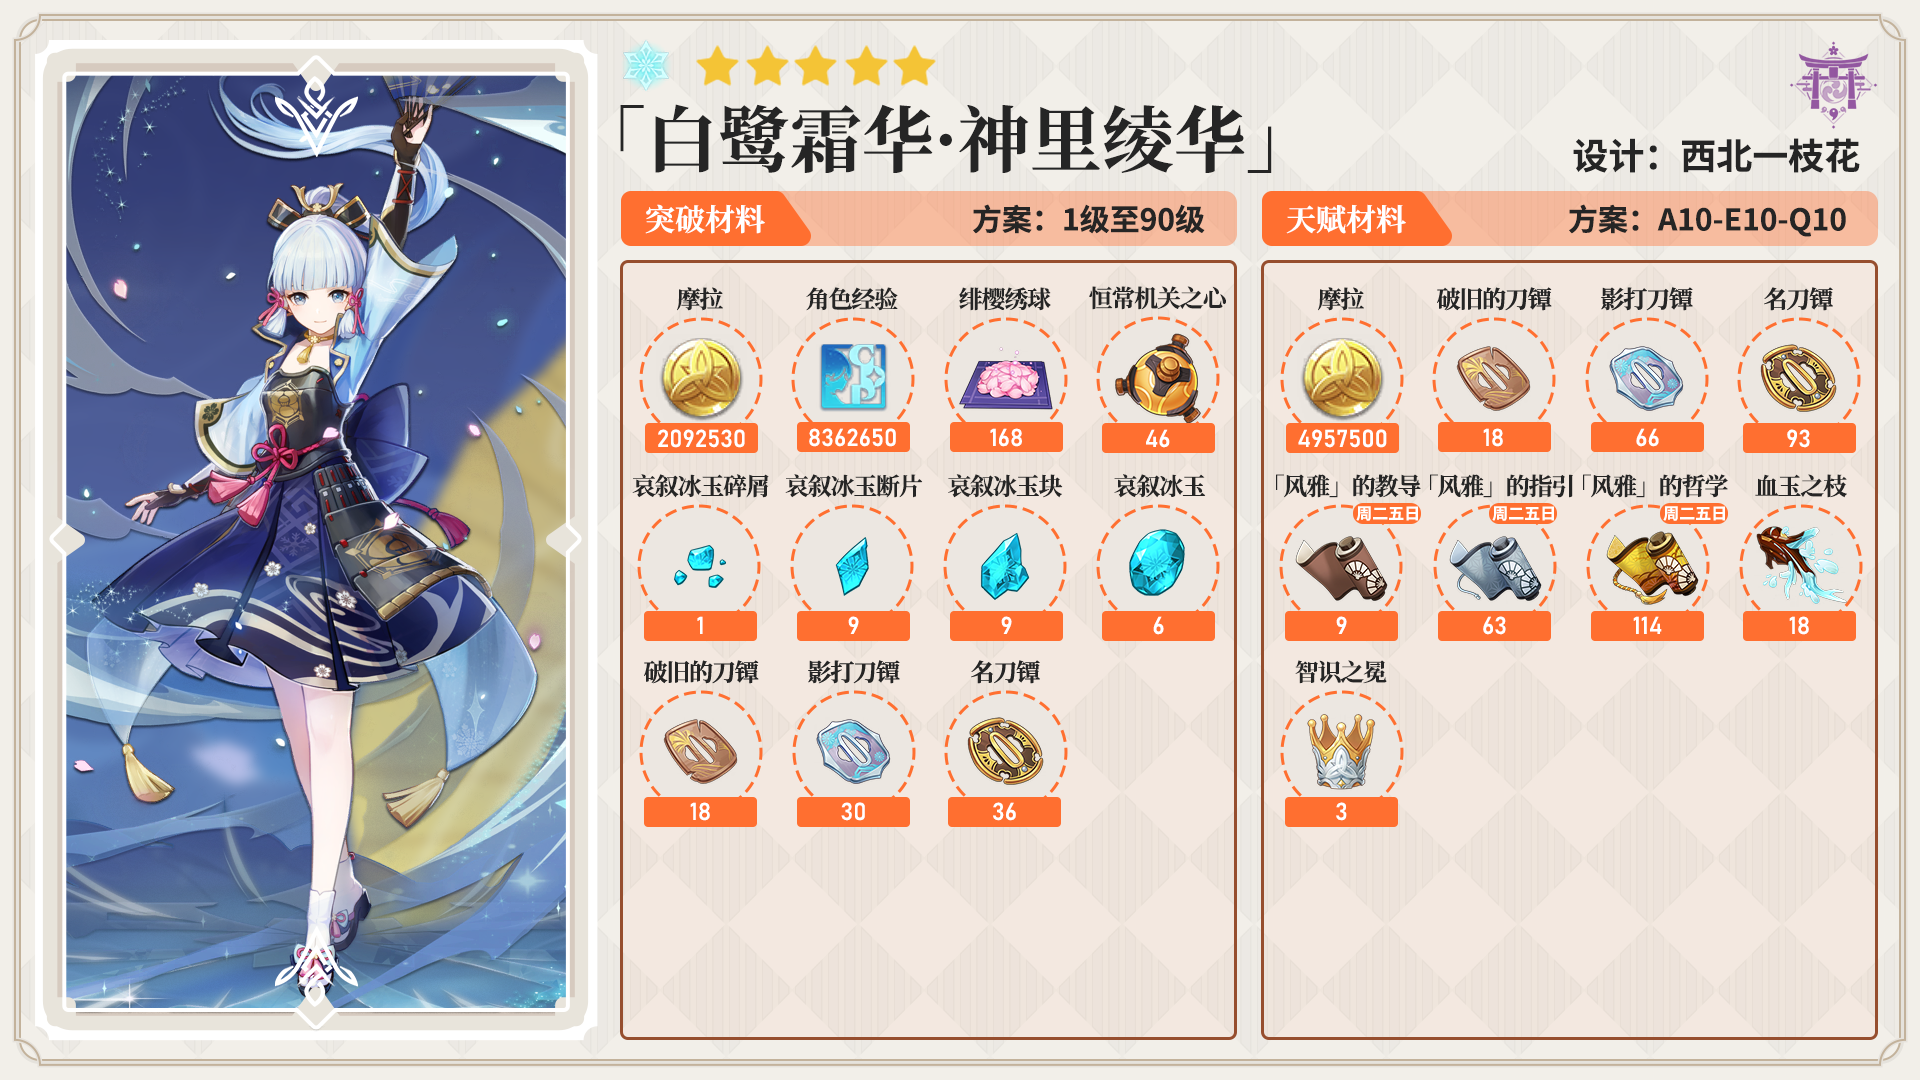 「白鹭霜华·神里绫华」
设计：西北一枝花
突破材料
方案：1级至90级
摩拉
角色经验
绯樱绣球
恒常机关之心
2092530
8362650
168
46
哀叙冰玉碎屑
哀叙冰玉断片
哀叙冰玉块
哀叙冰玉
1
9
9
6
破旧的刀镡
影打刀镡
名刀镡
18
30
36
天赋材料
方案：A10-E10-Q10
摩拉
破旧的刀镡
影打刀镡
名刀镡
4957500
18
66
93
「风雅」的教导
「风雅」的指引
「风雅」的哲学
血玉之枝
周二五日
周二五日
周二五日
9
63
114
18
智识之冕
3